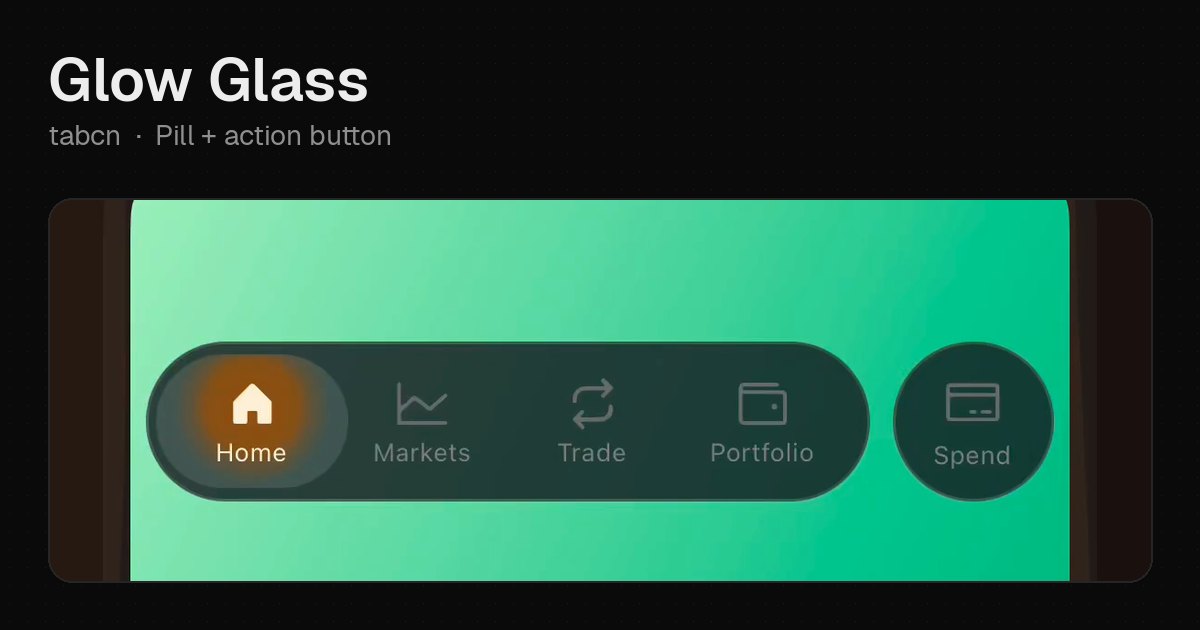 Glow Glass
tabcn · Pill + action button
Home Markets Trade Portfolio Spend